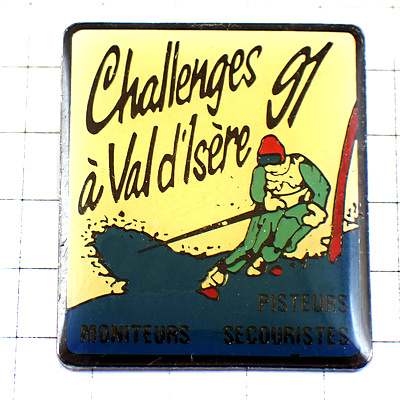 Challenges 91
à Val d'Isère
PISTEURS
MONITEURS SECOURISTES